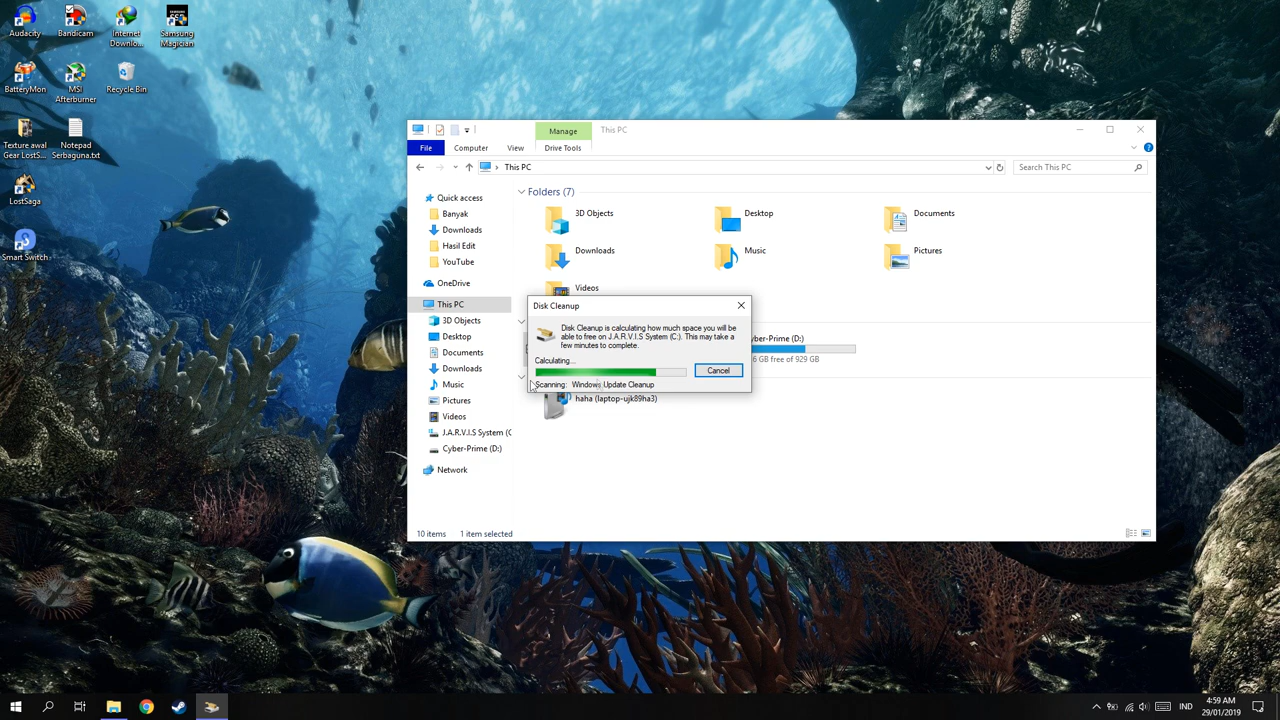 Audacity
Bandicam
Internet
Downlo...
Samsung
Magician
BatteryMon
MSI
Afterburner
Recycle Bin
Texture awal
Gear LostS...
Notepad
Serbaguna.txt
LostSaga
Smart Switch
Manage
This PC
File
Computer
View
Drive Tools
This PC
Search This PC
Quick access
Banyak
Downloads
Hasil Edit
YouTube
OneDrive
This PC
3D Objects
Desktop
Documents
Downloads
Music
Pictures
Videos
J.A.R.V.I.S System (C
Cyber-Prime (D:)
Network
Folders (7)
3D Objects
Desktop
Documents
Downloads
Music
Pictures
Videos
yber-Prime (D:)
6 GB free of 929 GB
haha (laptop-ujk89ha3)
Disk Cleanup
Disk Cleanup is calculating how much space you will be
able to free on J.A.R.V.I.S System (C:). This may take a
few minutes to complete.
Calculating...
Cancel
Scanning: Windows Update Cleanup
10 items
1 item selected
IND
4:59 AM
29/01/2019